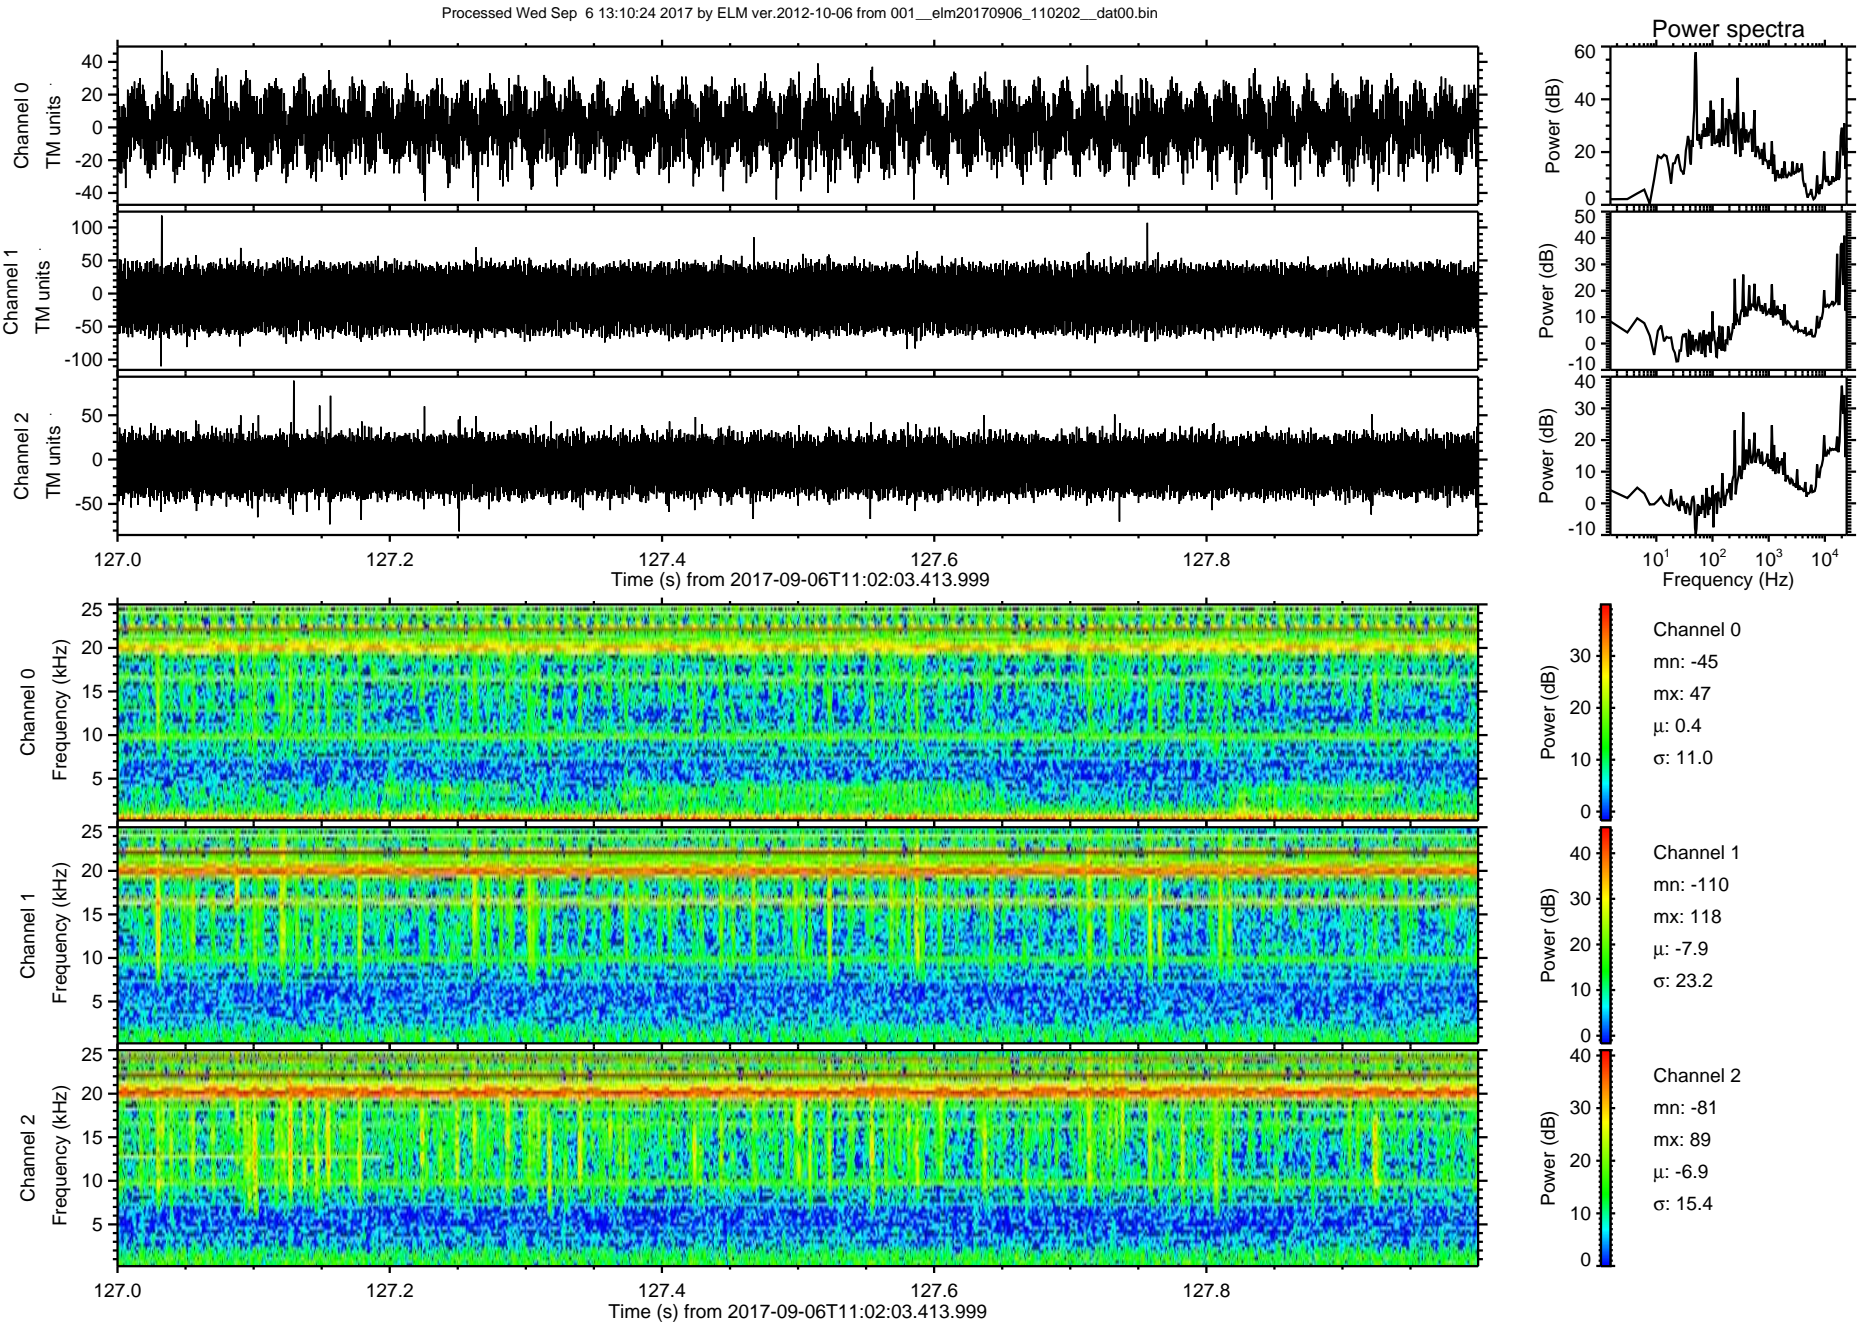 Processed Wed Sep  6 13:10:24 2017 by ELM ver.2012-10-06 from 001__elm20170906_110202__dat00.bin
Power spectra
Channel 0
TM units
40
20
0
-20
-40
Power (dB)
60
40
20
0
Channel 1
TM units
100
50
0
-50
-100
Power (dB)
50
40
30
20
10
0
-10
Channel 2
TM units
50
0
-50
Power (dB)
40
30
20
10
0
-10
127.0 127.2 127.4 127.6 127.8
Time (s) from 2017-09-06T11:02:03.413.999
10¹ 10² 10³ 10⁴
Frequency (Hz)
Channel 0
Frequency (kHz)
25
20
15
10
5
Power (dB)
30
20
10
0
Channel 0
mn: -45
mx: 47
μ: 0.4
σ: 11.0
Channel 1
Frequency (kHz)
25
20
15
10
5
Power (dB)
40
30
20
10
0
Channel 1
mn: -110
mx: 118
μ: -7.9
σ: 23.2
Channel 2
Frequency (kHz)
25
20
15
10
5
Power (dB)
40
30
20
10
0
Channel 2
mn: -81
mx: 89
μ: -6.9
σ: 15.4
127.0 127.2 127.4 127.6 127.8
Time (s) from 2017-09-06T11:02:03.413.999